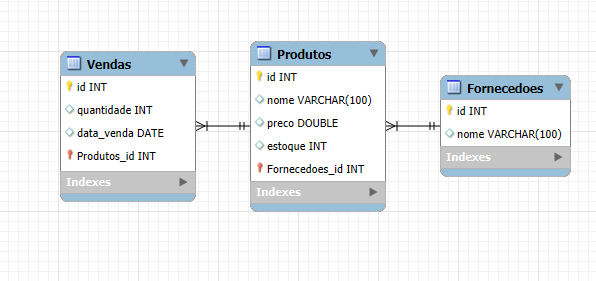 Vendas
id INT
quantidade INT
data_venda DATE
Produtos_id INT
Indexes
Produtos
id INT
nome VARCHAR(100)
preco DOUBLE
estoque INT
Fornecedoes_id INT
Indexes
Fornecedoes
id INT
nome VARCHAR(100)
Indexes